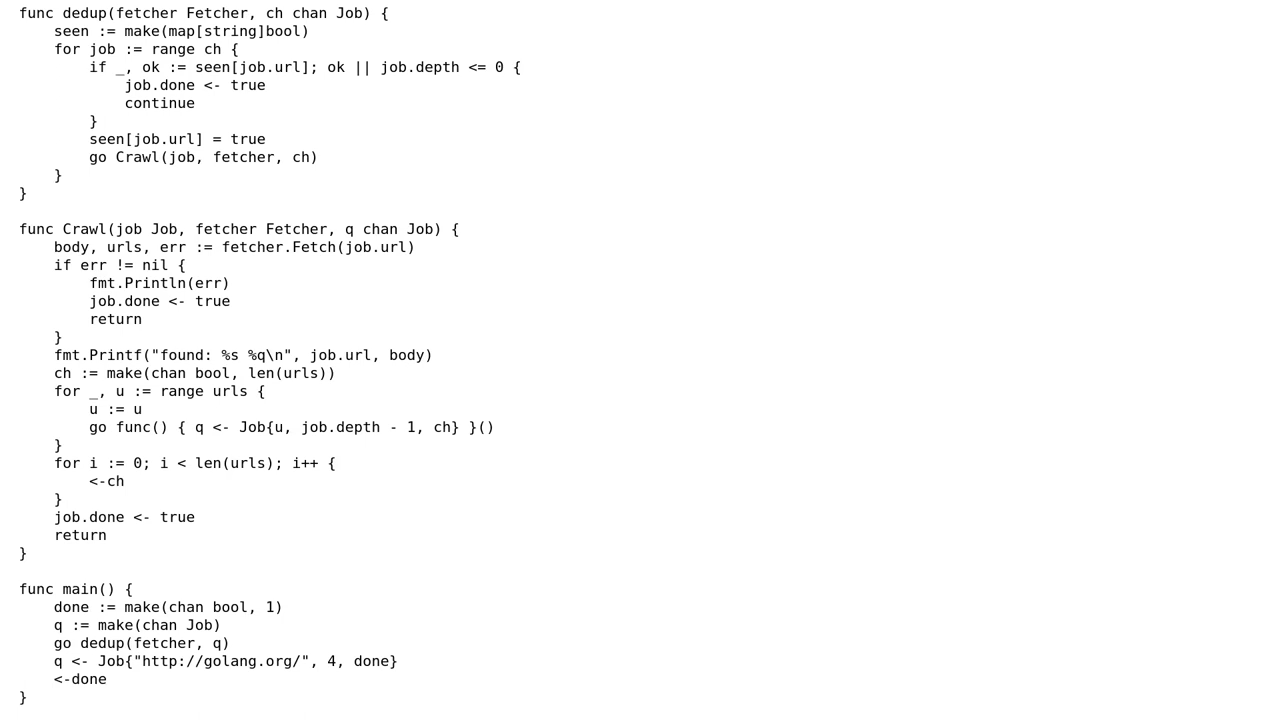 func dedup(fetcher Fetcher, ch chan Job) {
    seen := make(map[string]bool)
    for job := range ch {
        if _, ok := seen[job.url]; ok || job.depth <= 0 {
            job.done <- true
            continue
        }
        seen[job.url] = true
        go Crawl(job, fetcher, ch)
    }
}

func Crawl(job Job, fetcher Fetcher, q chan Job) {
    body, urls, err := fetcher.Fetch(job.url)
    if err != nil {
        fmt.Println(err)
        job.done <- true
        return
    }
    fmt.Printf("found: %s %q\n", job.url, body)
    ch := make(chan bool, len(urls))
    for _, u := range urls {
        u := u
        go func() { q <- Job{u, job.depth - 1, ch} }()
    }
    for i := 0; i < len(urls); i++ {
        <-ch
    }
    job.done <- true
    return
}

func main() {
    done := make(chan bool, 1)
    q := make(chan Job)
    go dedup(fetcher, q)
    q <- Job{"http://golang.org/", 4, done}
    <-done
}